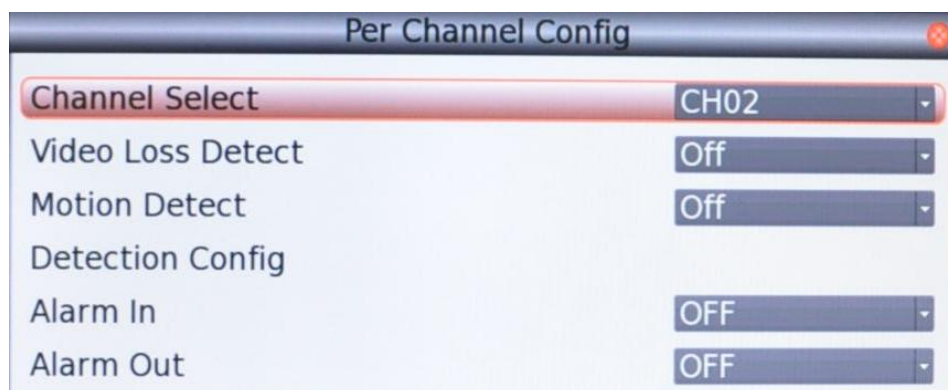 Per Channel Config
Channel Select CH02
Video Loss Detect Off
Motion Detect Off
Detection Config
Alarm In OFF
Alarm Out OFF